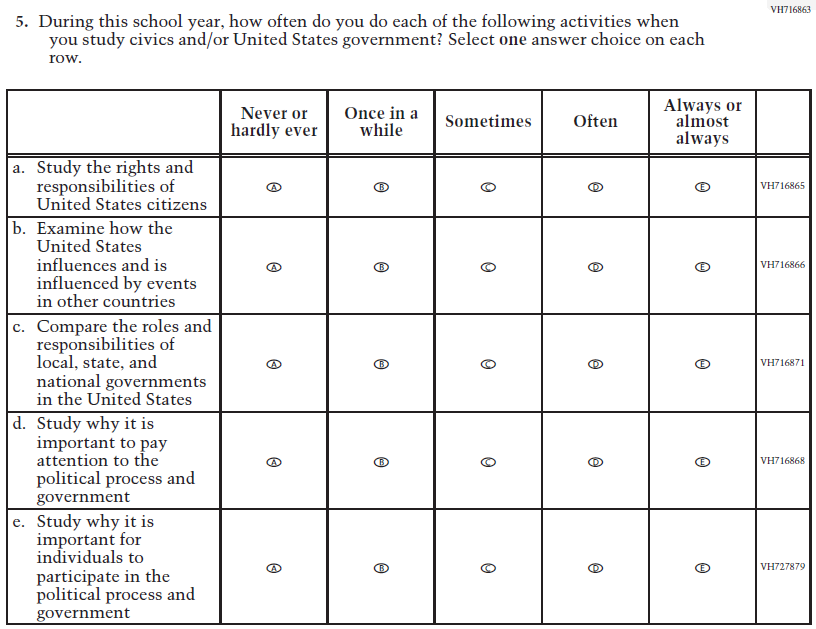 VH716863
5. During this school year, how often do you do each of the following activities when
you study civics and/or United States government? Select one answer choice on each
row.
Never or
hardly ever
Once in a
while
Sometimes
Often
Always or
almost
always
a. Study the rights and
responsibilities of
United States citizens
A B C D E VH716865
b. Examine how the
United States
influences and is
influenced by events
in other countries
A B C D E VH716866
c. Compare the roles and
responsibilities of
local, state, and
national governments
in the United States
A B C D E VH716871
d. Study why it is
important to pay
attention to the
political process and
government
A B C D E VH716868
e. Study why it is
important for
individuals to
participate in the
political process and
government
A B C D E VH727879